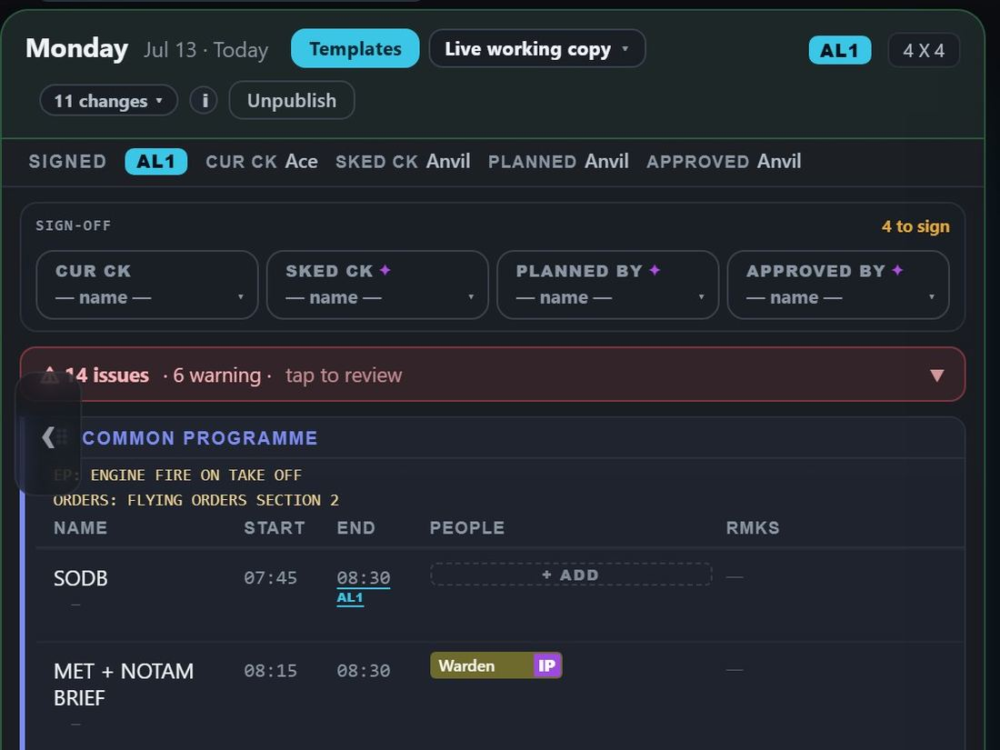 Monday Jul 13 · Today Templates Live working copy ▾ AL1 4 X 4
11 changes ▾ i Unpublish
SIGNED AL1 CUR CK Ace SKED CK Anvil PLANNED Anvil APPROVED Anvil
SIGN-OFF 4 to sign
CUR CK SKED CK ✦ PLANNED BY ✦ APPROVED BY ✦
— name — ▾ — name — ▾ — name — ▾ — name — ▾
⚠ 14 issues · 6 warning · tap to review ▼
COMMON PROGRAMME
EP: ENGINE FIRE ON TAKE OFF
ORDERS: FLYING ORDERS SECTION 2
NAME START END PEOPLE RMKS
SODB 07:45 08:30 + ADD —
— AL1
MET + NOTAM 08:15 08:30 Warden IP —
BRIEF
—